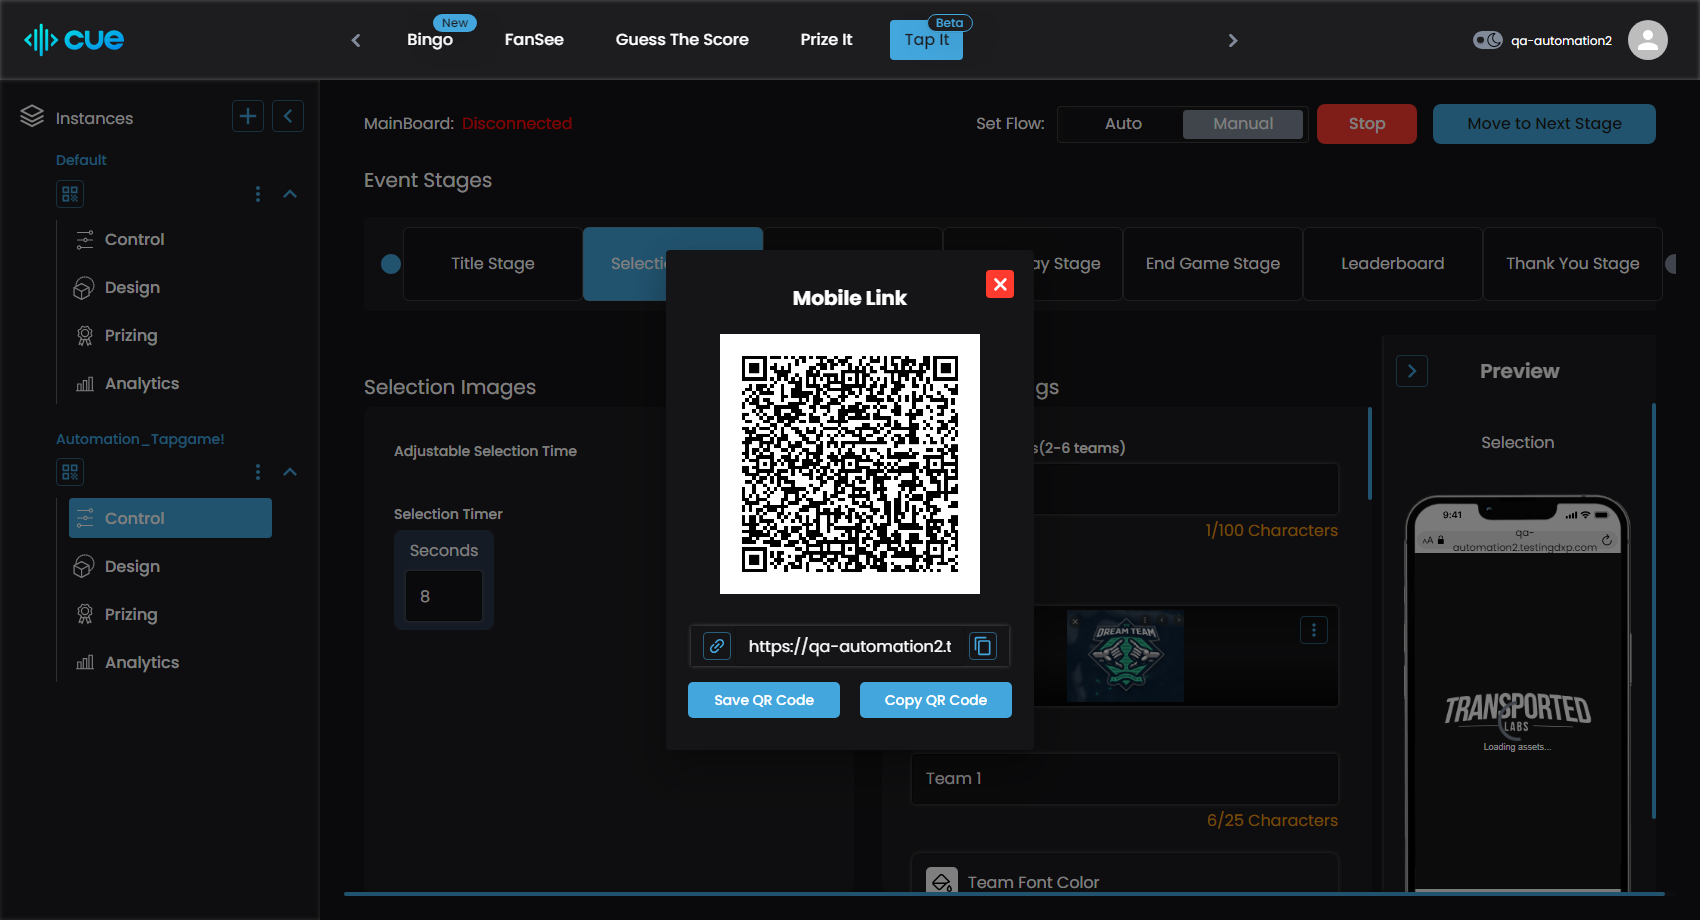 cue
Bingo
New
FanSee
Guess The Score
Prize It
Tap It
Beta
qa-automation2
Instances
Default
Control
Design
Prizing
Analytics
Automation_Tapgame!
Control
Design
Prizing
Analytics
MainBoard: Disconnected
Set Flow:
Auto
Manual
Stop
Move to Next Stage
Event Stages
Title Stage
Selecti
ay Stage
End Game Stage
Leaderboard
Thank You Stage
Selection Images
Adjustable Selection Time
Selection Timer
Seconds
8
Mobile Link
https://qa-automation2.t
Save QR Code
Copy QR Code
gs
s(2-6 teams)
1/100 Characters
DREAM TEAM
Team 1
6/25 Characters
Team Font Color
Preview
Selection
9:41
AA
qa-
automation2.testingdxp.com
TRANSPORTED
LABS
Loading assets...